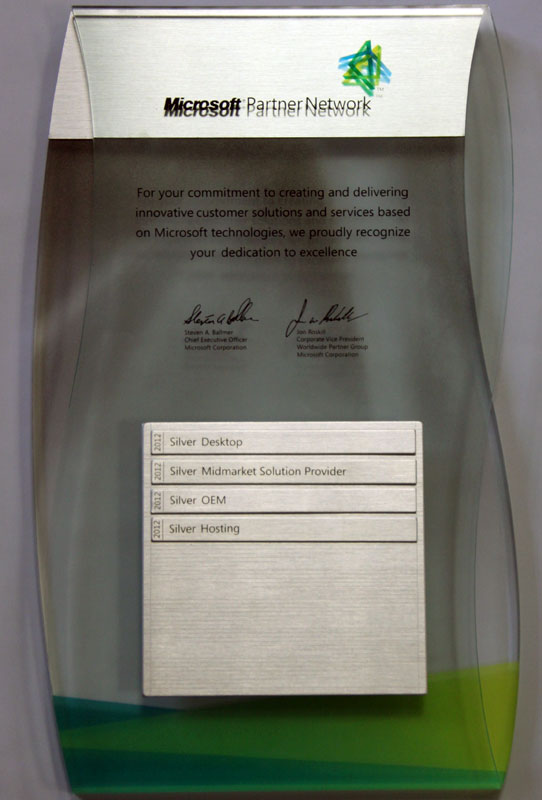 Microsoft Partner Network
TM
For your commitment to creating and delivering
innovative customer solutions and services based
on Microsoft technologies, we proudly recognize
your dedication to excellence
Steven A. Ballmer
Chief Executive Officer
Microsoft Corporation
Jon Roskill
Corporate Vice President
Worldwide Partner Group
Microsoft Corporation
2012 Silver Desktop
2012 Silver Midmarket Solution Provider
2012 Silver OEM
2012 Silver Hosting